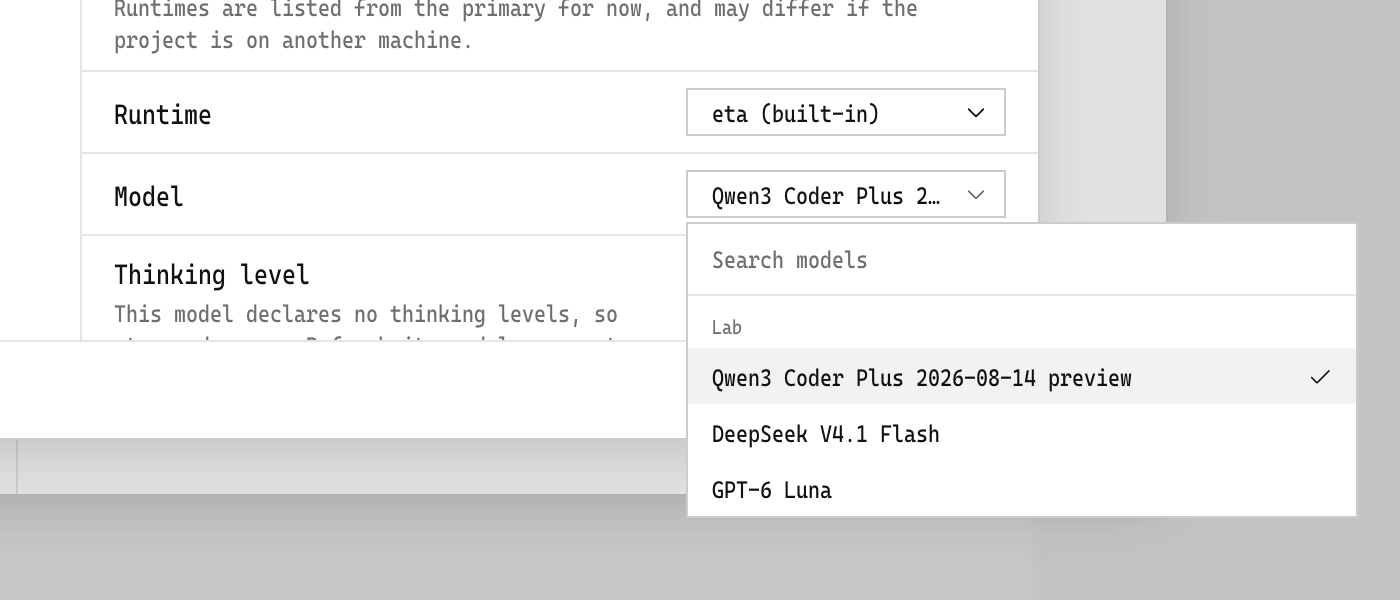 Runtimes are listed from the primary for now, and may differ if the
project is on another machine.
Runtime
eta (built-in)
Model
Qwen3 Coder Plus 2…
Thinking level
This model declares no thinking levels, so
Search models
Lab
Qwen3 Coder Plus 2026-08-14 preview
DeepSeek V4.1 Flash
GPT-6 Luna